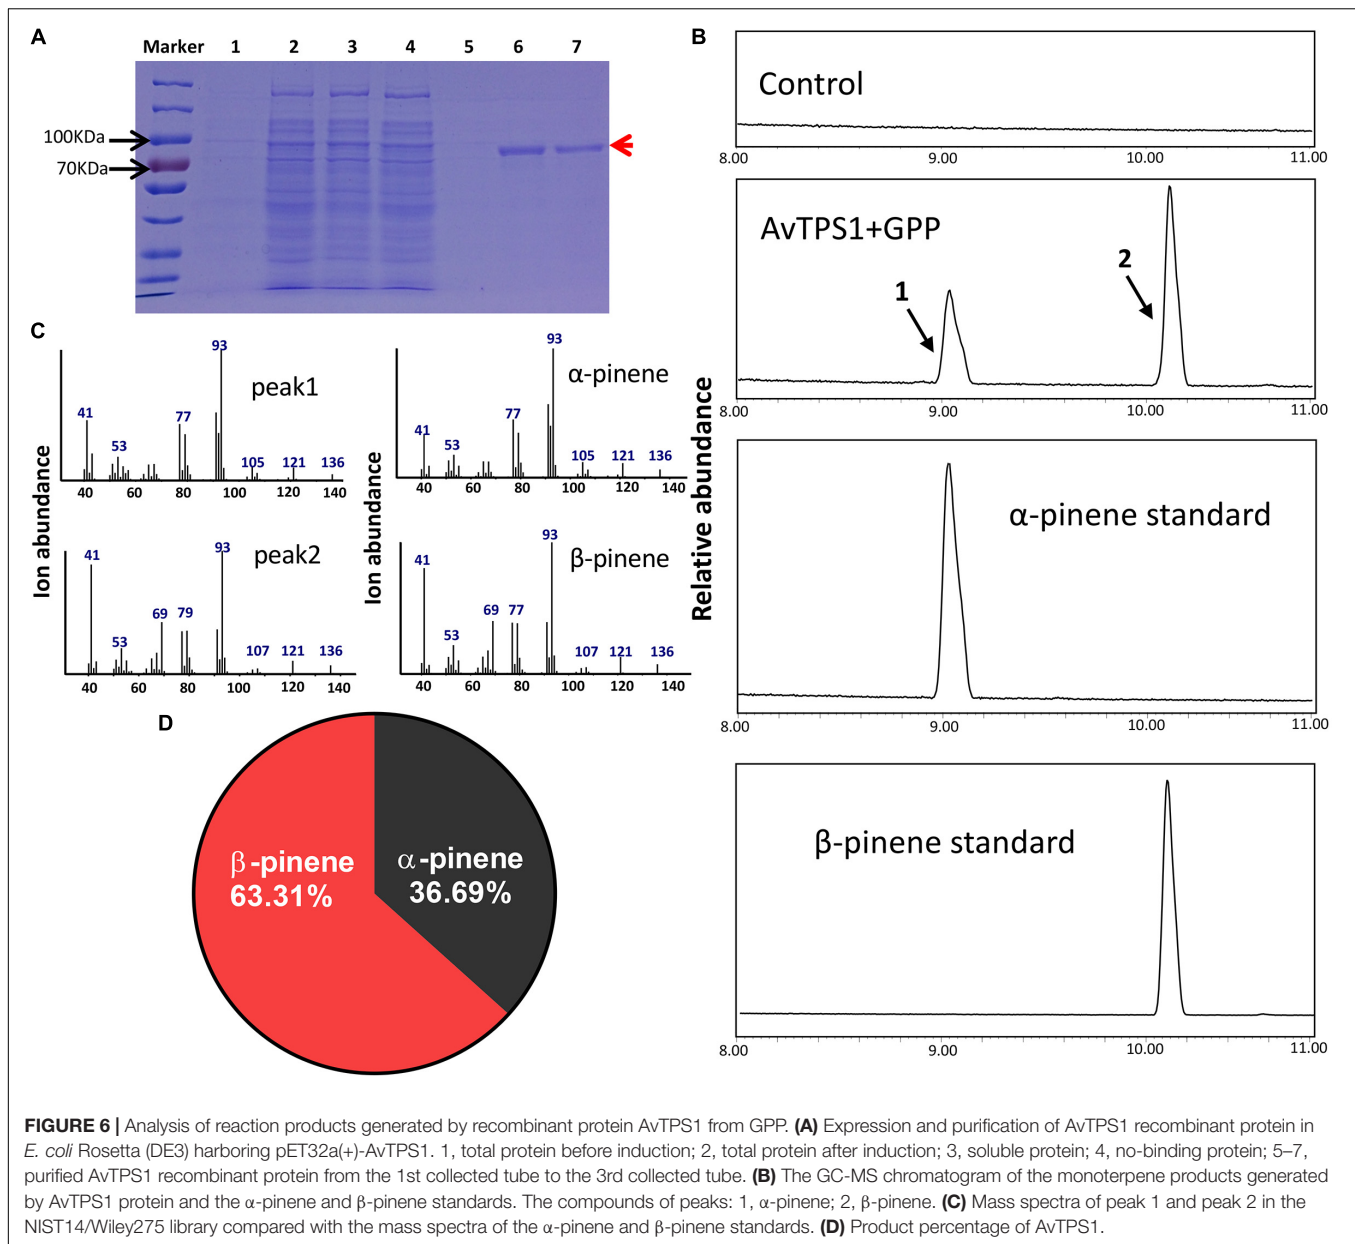 A
Marker 1 2 3 4 5 6 7
100KDa
70KDa
B
Control
8.00 9.00 10.00 11.00
AvTPS1+GPP
1
2
8.00 9.00 10.00 11.00
α-pinene standard
8.00 9.00 10.00 11.00
β-pinene standard
8.00 9.00 10.00 11.00
Relative abundance
C
Ion abundance
peak1
41 53 77 93 105 121 136
40 60 80 100 120 140
Ion abundance
α-pinene
41 53 77 93 105 121 136
40 60 80 100 120 140
peak2
41 53 69 79 93 107 121 136
40 60 80 100 120 140
β-pinene
41 53 69 77 93 107 121 136
40 60 80 100 120 140
D
β-pinene
63.31%
α-pinene
36.69%
FIGURE 6 | Analysis of reaction products generated by recombinant protein AvTPS1 from GPP. (A) Expression and purification of AvTPS1 recombinant protein in
E. coli Rosetta (DE3) harboring pET32a(+)-AvTPS1. 1, total protein before induction; 2, total protein after induction; 3, soluble protein; 4, no-binding protein; 5–7,
purified AvTPS1 recombinant protein from the 1st collected tube to the 3rd collected tube. (B) The GC-MS chromatogram of the monoterpene products generated
by AvTPS1 protein and the α-pinene and β-pinene standards. The compounds of peaks: 1, α-pinene; 2, β-pinene. (C) Mass spectra of peak 1 and peak 2 in the
NIST14/Wiley275 library compared with the mass spectra of the α-pinene and β-pinene standards. (D) Product percentage of AvTPS1.